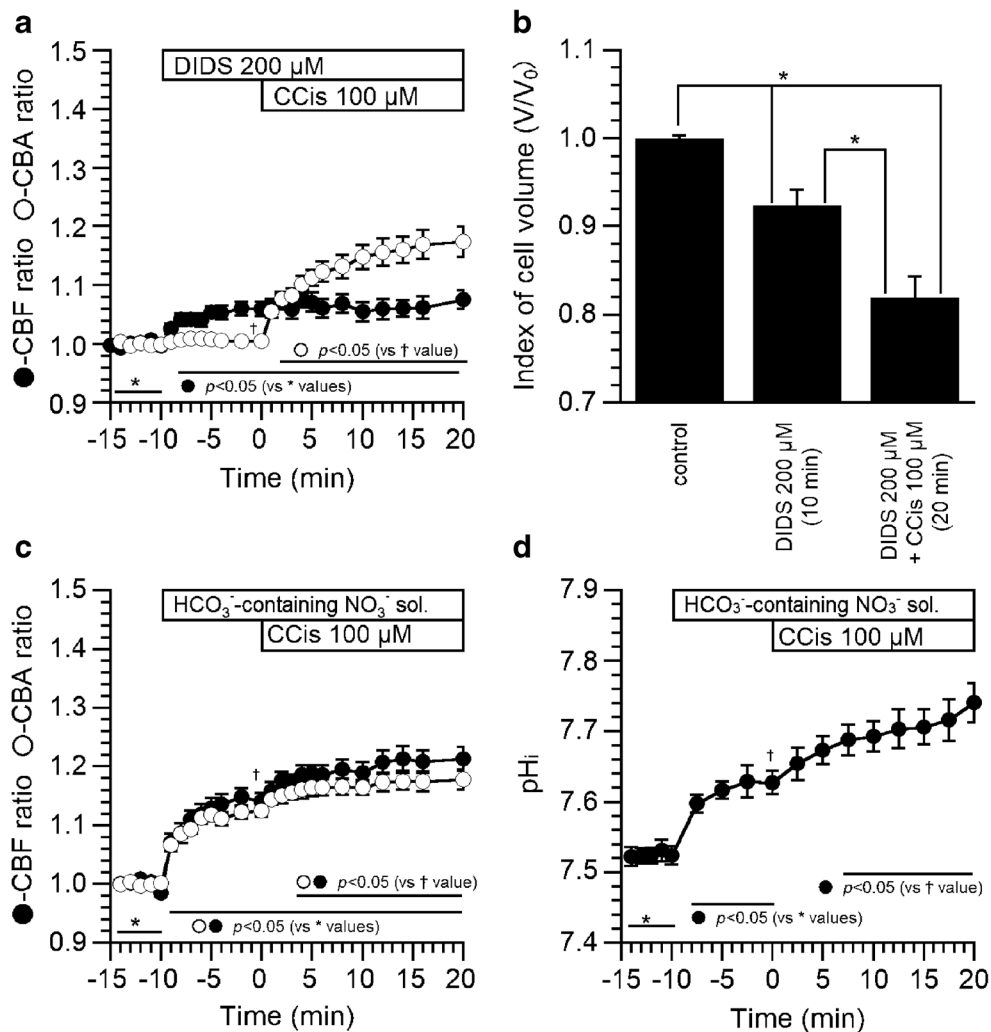 a
DIDS 200 µM
CCis 100 µM
●-CBF ratio ○-CBA ratio
1.5
1.4
1.3
1.2
1.1
1.0
0.9
†
○ p<0.05 (vs † value)
*
● p<0.05 (vs * values)
-15 -10 -5 0 5 10 15 20
Time (min)
b
Index of cell volume (V/V₀)
1.1
1.0
0.9
0.8
0.7
*
*
control
DIDS 200 µM
(10 min)
DIDS 200 µM
+ CCis 100 µM
(20 min)
c
HCO₃⁻-containing NO₃⁻ sol.
CCis 100 µM
●-CBF ratio ○-CBA ratio
1.5
1.4
1.3
1.2
1.1
1.0
0.9
†
○● p<0.05 (vs † value)
*
○● p<0.05 (vs * values)
-15 -10 -5 0 5 10 15 20
Time (min)
d
HCO₃⁻-containing NO₃⁻ sol.
CCis 100 µM
pHi
7.9
7.8
7.7
7.6
7.5
7.4
†
● p<0.05 (vs † value)
*
● p<0.05 (vs * values)
-15 -10 -5 0 5 10 15 20
Time (min)